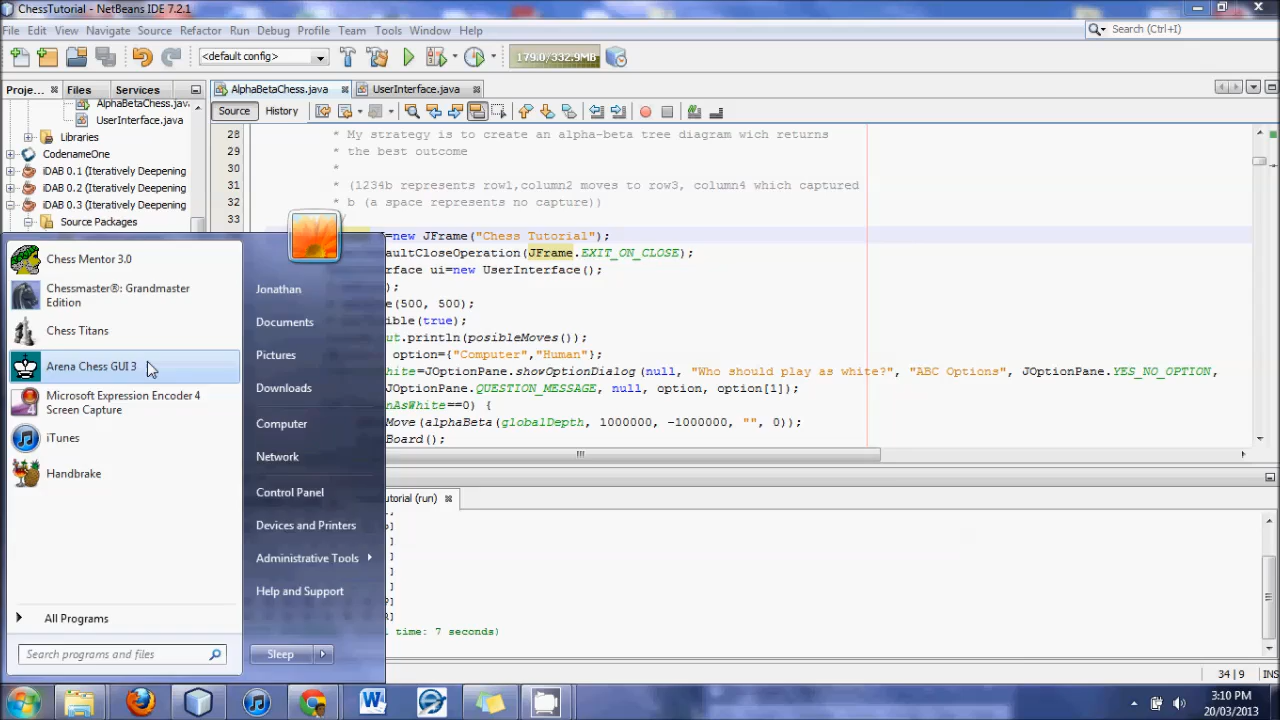 ChessTutorial - NetBeans IDE 7.2.1
File Edit View Navigate Source Refactor Run Debug Profile Team Tools Window Help
Search (Ctrl+I)
<default config>
179.0/332.9MB
Proje... Files Services
AlphaBetaChess.java UserInterface.java
AlphaBetaChess.java
UserInterface.java
Libraries
CodenameOne
iDAB 0.1 (Iteratively Deepening
iDAB 0.2 (Iteratively Deepening
iDAB 0.3 (Iteratively Deepening
Source Packages
Source History
28 * My strategy is to create an alpha-beta tree diagram wich returns
29 * the best outcome
30 *
31 * (1234b represents row1,column2 moves to row3, column4 which captured
32 * b (a space represents no capture))
33 /
=new JFrame("Chess Tutorial");
aultCloseOperation(JFrame.EXIT_ON_CLOSE);
rface ui=new UserInterface();
);
e(500, 500);
ible(true);
ut.println(posibleMoves());
option={"Computer","Human"};
hite=JOptionPane.showOptionDialog(null, "Who should play as white?", "ABC Options", JOptionPane.YES_NO_OPTION,
JOptionPane.QUESTION_MESSAGE, null, option, option[1]);
nAsWhite==0) {
Move(alphaBeta(globalDepth, 1000000, -1000000, "", 0));
Board();
utorial (run)
]
]
]
]
]
]
]
]
time: 7 seconds)
34 | 9 INS
Chess Mentor 3.0
Chessmaster®: Grandmaster
Edition
Chess Titans
Arena Chess GUI 3
Microsoft Expression Encoder 4
Screen Capture
iTunes
Handbrake
All Programs
Search programs and files
Jonathan
Documents
Pictures
Downloads
Computer
Network
Control Panel
Devices and Printers
Administrative Tools
Help and Support
Sleep
3:10 PM
20/03/2013